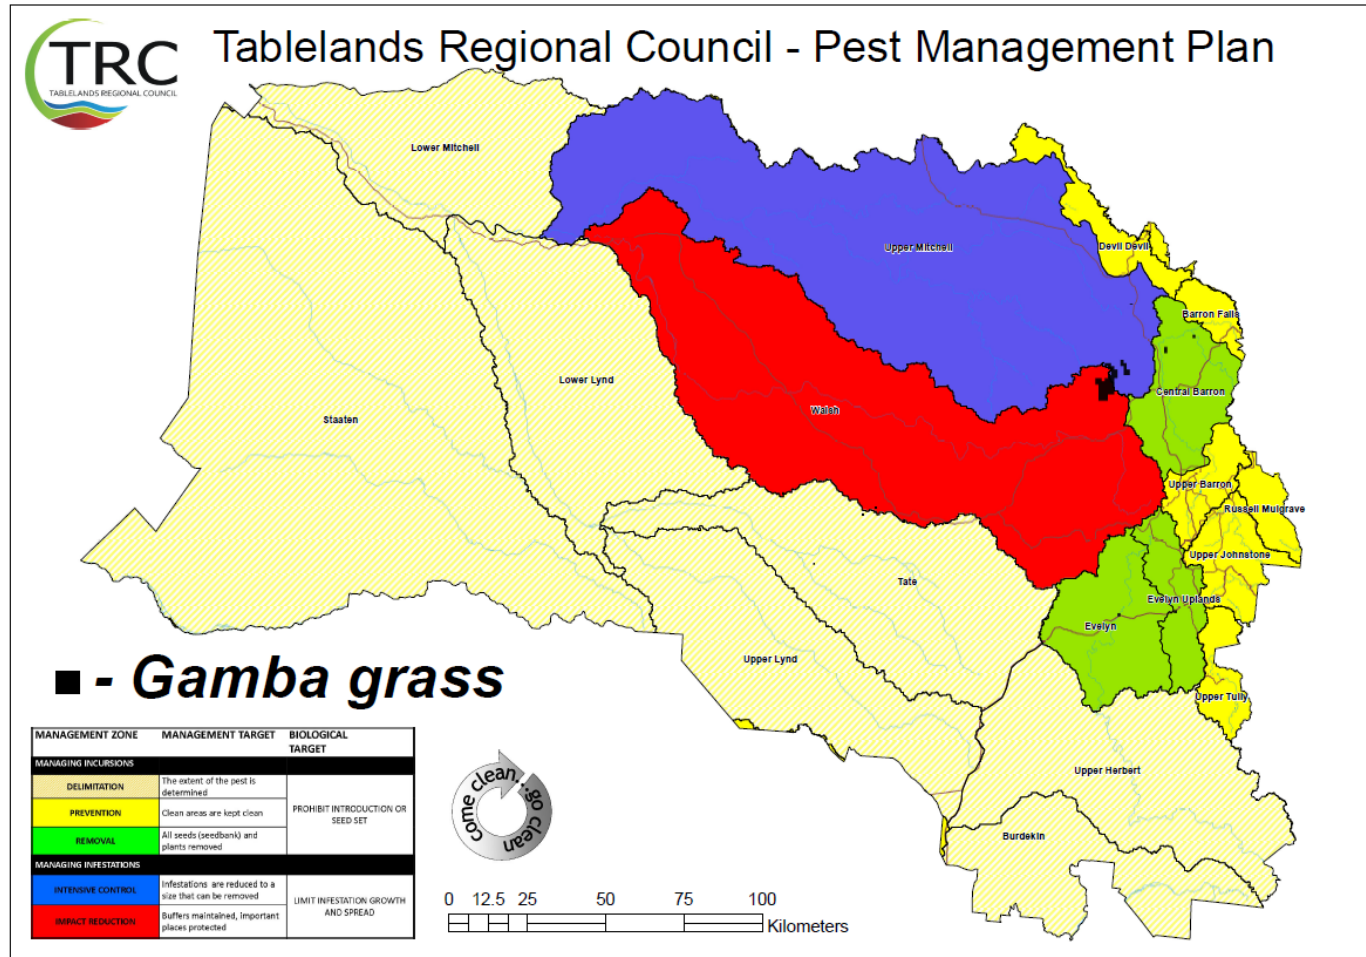 TRC
TABLELANDS REGIONAL COUNCIL
Tablelands Regional Council - Pest Management Plan
Lower Mitchell
Upper Mitchell
Devil Devil
Barron Falls
Lower Lynd
Central Barron
Walsh
Staaten
Upper Barron
Russell Mulgrave
Upper Johnstone
Tate
Evelyn Uplands
Evelyn
Upper Lynd
Upper Tully
Upper Herbert
Burdekin
- Gamba grass
MANAGEMENT ZONE MANAGEMENT TARGET BIOLOGICAL
TARGET
MANAGING INCURSIONS
DELIMITATION The extent of the pest is
determined
PREVENTION Clean areas are kept clean
PROHIBIT INTRODUCTION OR
SEED SET
REMOVAL All seeds (seedbank) and
plants removed
MANAGING INFESTATIONS
INTENSIVE CONTROL Infestations are reduced to a
size that can be removed
LIMIT INFESTATION GROWTH
AND SPREAD
IMPACT REDUCTION Buffers maintained, important
places protected
come clean...go clean
0 12.5 25 50 75 100
Kilometers